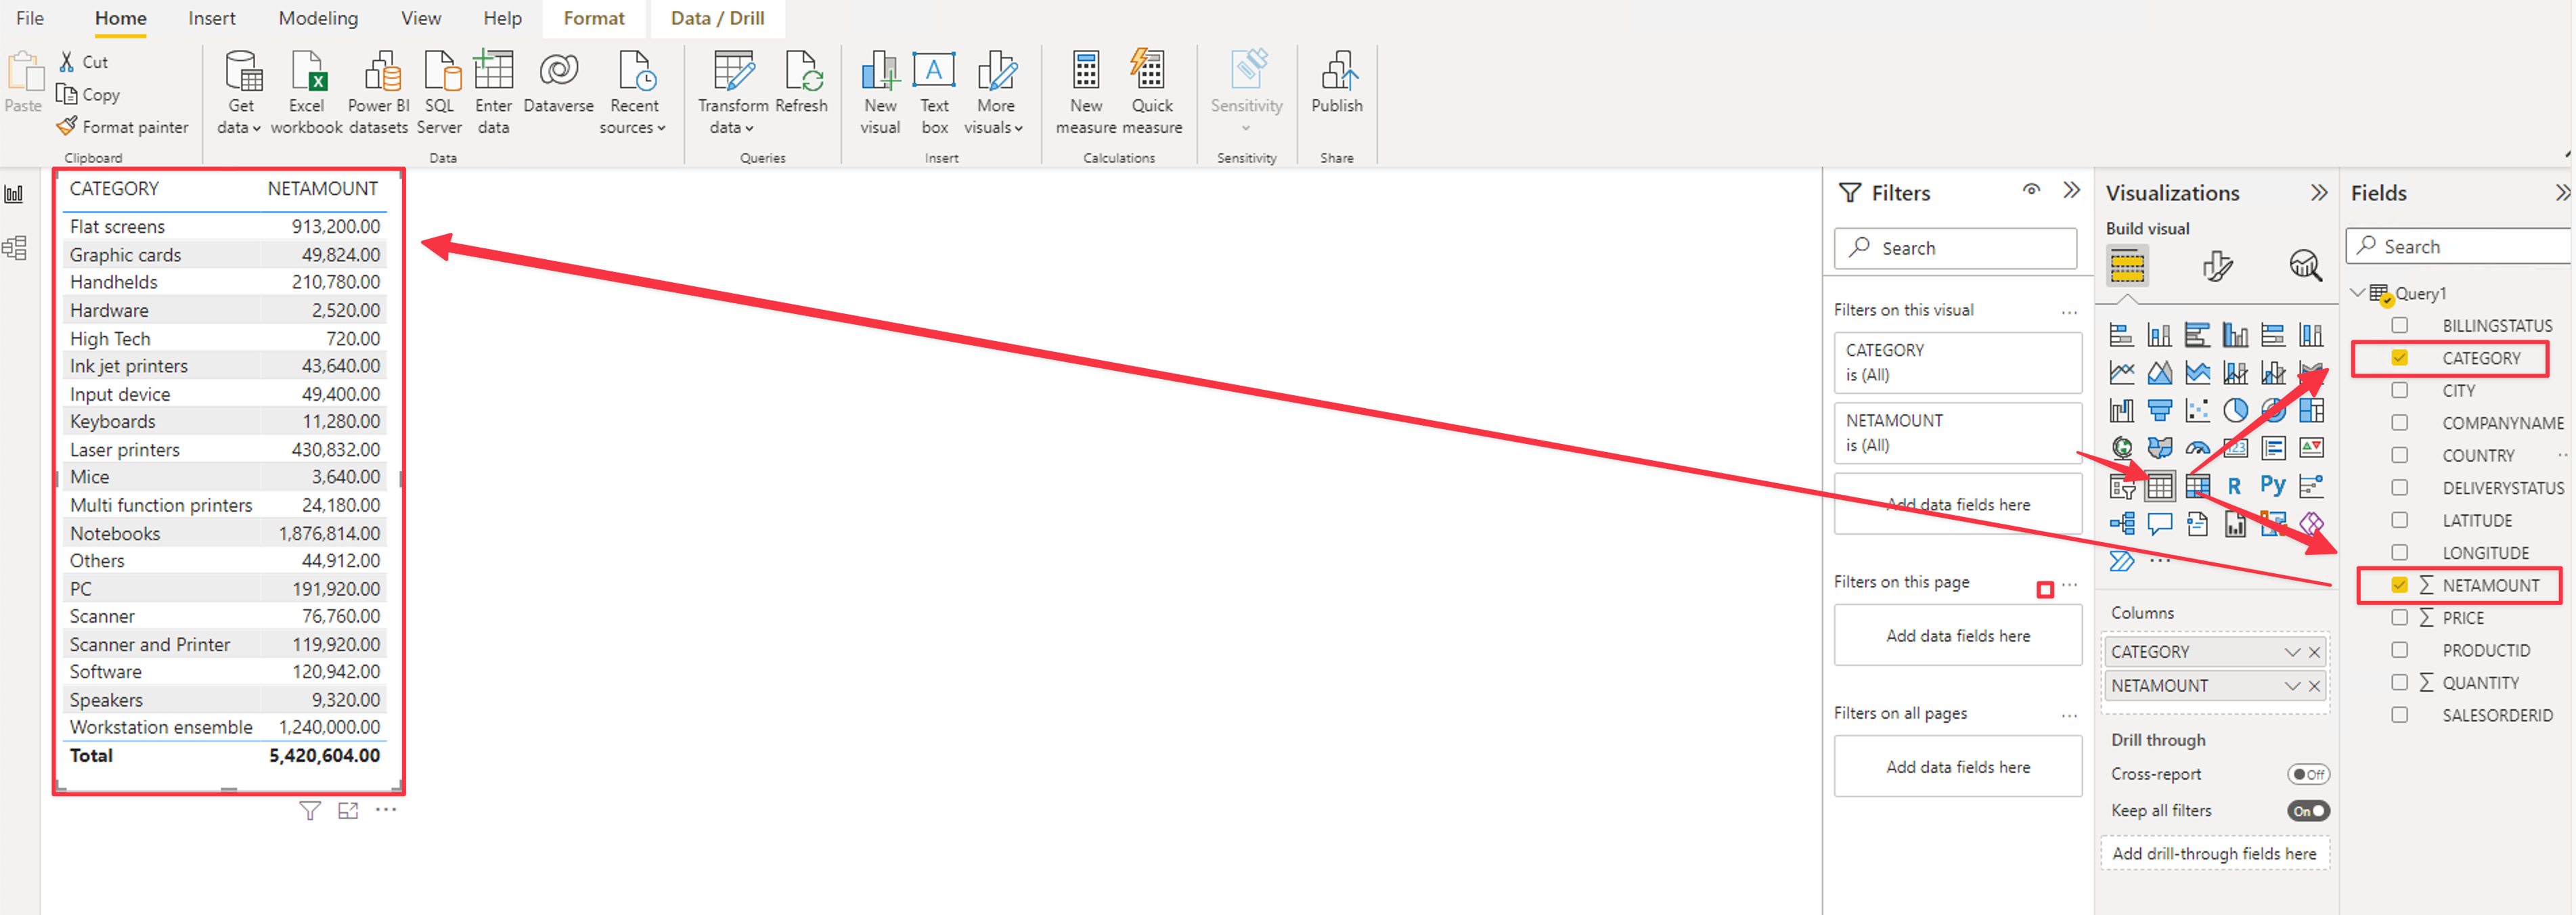 File Home Insert Modeling View Help Format Data / Drill
Paste
Cut
Copy
Format painter
Clipboard
Get data
Excel workbook
Power BI datasets
SQL Server
Enter data
Dataverse
Recent sources
Data
Transform data
Refresh
Queries
New visual
Text box
More visuals
Insert
New measure
Quick measure
Calculations
Sensitivity
Sensitivity
Publish
Share
CATEGORY NETAMOUNT
Flat screens 913,200.00
Graphic cards 49,824.00
Handhelds 210,780.00
Hardware 2,520.00
High Tech 720.00
Ink jet printers 43,640.00
Input device 49,400.00
Keyboards 11,280.00
Laser printers 430,832.00
Mice 3,640.00
Multi function printers 24,180.00
Notebooks 1,876,814.00
Others 44,912.00
PC 191,920.00
Scanner 76,760.00
Scanner and Printer 119,920.00
Software 120,942.00
Speakers 9,320.00
Workstation ensemble 1,240,000.00
Total 5,420,604.00
Filters
Search
Filters on this visual
CATEGORY
is (All)
NETAMOUNT
is (All)
Add data fields here
Filters on this page
Add data fields here
Filters on all pages
Add data fields here
Visualizations
Build visual
123
R Py
Columns
CATEGORY
NETAMOUNT
Drill through
Cross-report Off
Keep all filters On
Add drill-through fields here
Fields
Search
Query1
BILLINGSTATUS
CATEGORY
CITY
COMPANYNAME
COUNTRY
DELIVERYSTATUS
LATITUDE
LONGITUDE
∑ NETAMOUNT
∑ PRICE
PRODUCTID
∑ QUANTITY
SALESORDERID